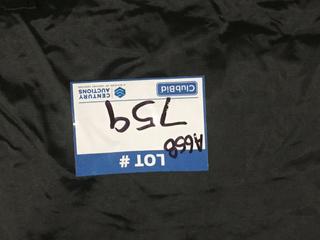 LOT #
A658
759
CENTURY AUCTIONS
ClubBid